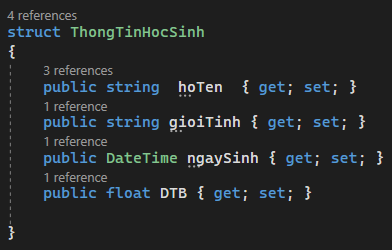 4 references
struct ThongTinHocSinh
{
3 references
public string  hoTen  { get; set; }
1 reference
public string gioiTinh { get; set; }
1 reference
public DateTime ngaySinh { get; set; }
1 reference
public float DTB { get; set; }
}